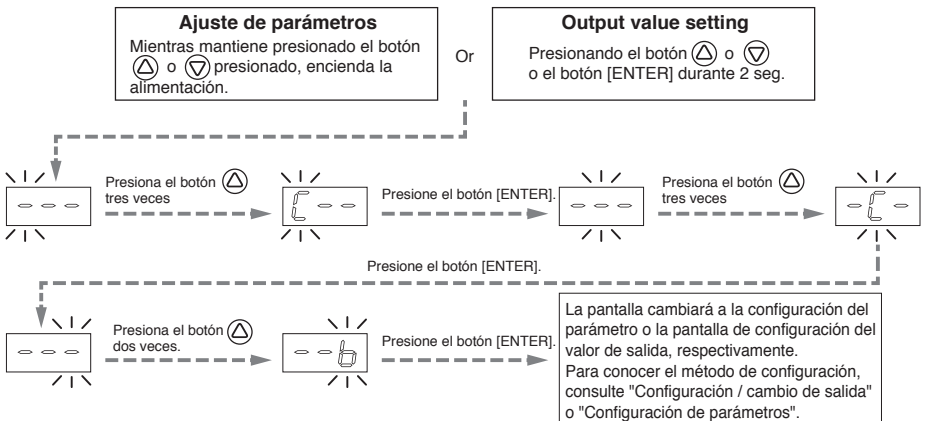 Ajuste de parámetros
Mientras mantiene presionado el botón
o presionado, encienda la
alimentación.
Or
Output value setting
Presionando el botón o
o el botón [ENTER] durante 2 seg.
- - -
Presiona el botón
tres veces
C - -
Presione el botón [ENTER].
- - -
Presiona el botón
tres veces
- C -
Presione el botón [ENTER].
- - -
Presiona el botón
dos veces.
- - b
Presione el botón [ENTER].
La pantalla cambiará a la configuración del
parámetro o la pantalla de configuración del
valor de salida, respectivamente.
Para conocer el método de configuración,
consulte "Configuración / cambio de salida"
o "Configuración de parámetros".